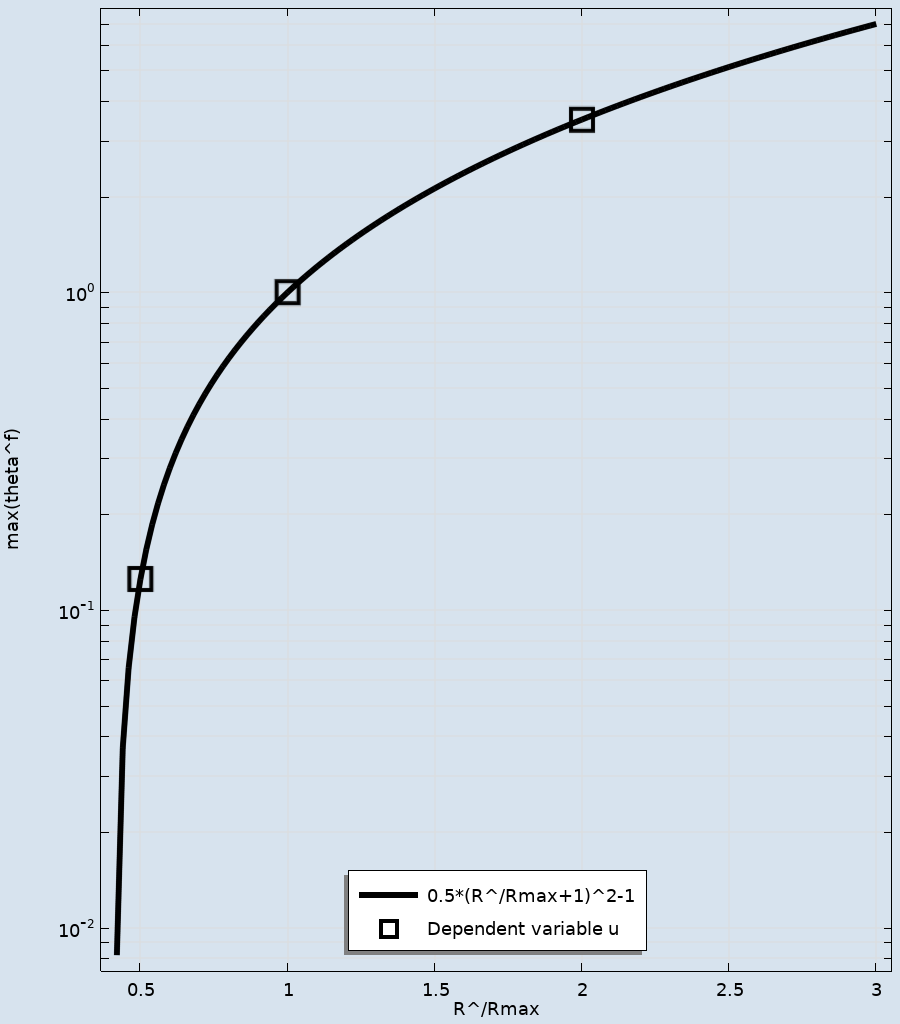 max(theta^f)
10^0
10^-1
10^-2
0.5*(R^/Rmax+1)^2-1
Dependent variable u
0.5 1 1.5 2 2.5 3
R^/Rmax